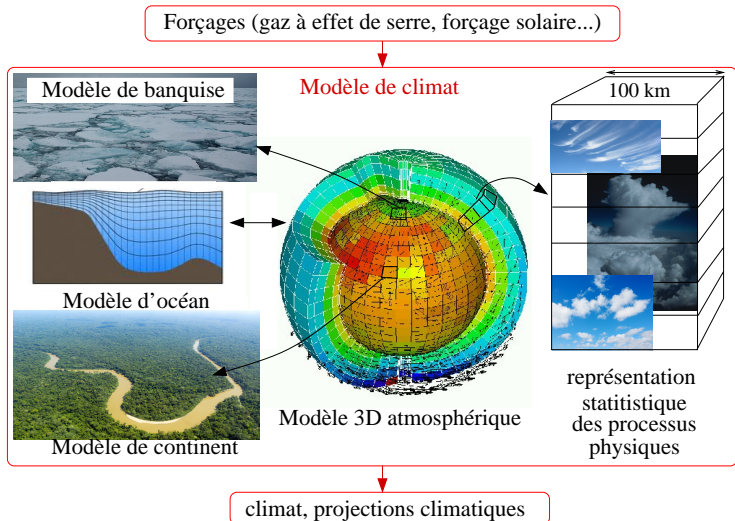 Forçages (gaz à effet de serre, forçage solaire...)
Modèle de banquise
Modèle de climat
100 km
Modèle d'océan
Modèle de continent
Modèle 3D atmosphérique
représentation
statitistique
des processus
physiques
climat, projections climatiques